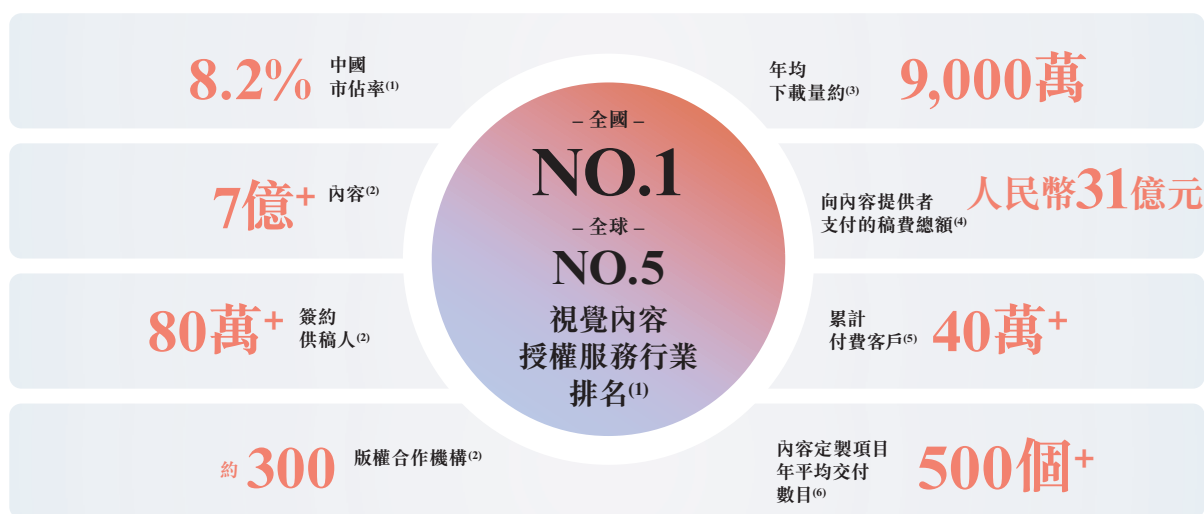 8.2% 中國
市佔率(1)
7億+ 內容(2)
80萬+ 簽約
供稿人(2)
約 300 版權合作機構(2)
– 全國 –
NO.1
– 全球 –
NO.5
視覺內容
授權服務行業
排名(1)
年均
下載量約(3) 9,000萬
向內容提供者
支付的稿費總額(4) 人民幣31億元
累計
付費客戶(5) 40萬+
內容定製項目
年平均交付
數目(6) 500個+